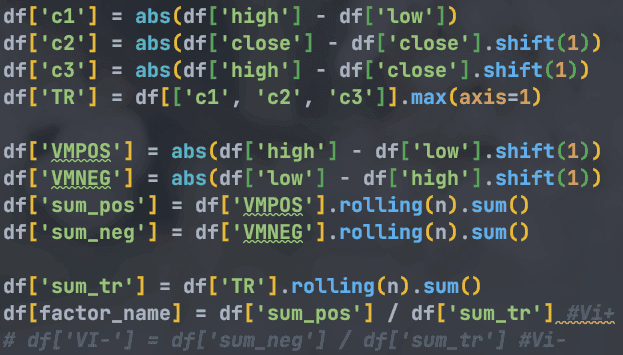 df['c1'] = abs(df['high'] - df['low'])
df['c2'] = abs(df['close'] - df['close'].shift(1))
df['c3'] = abs(df['high'] - df['close'].shift(1))
df['TR'] = df[['c1', 'c2', 'c3']].max(axis=1)

df['VMPOS'] = abs(df['high'] - df['low'].shift(1))
df['VMNEG'] = abs(df['low'] - df['high'].shift(1))
df['sum_pos'] = df['VMPOS'].rolling(n).sum()
df['sum_neg'] = df['VMNEG'].rolling(n).sum()

df['sum_tr'] = df['TR'].rolling(n).sum()
df[factor_name] = df['sum_pos'] / df['sum_tr'] #Vi+
# df['VI-'] = df['sum_neg'] / df['sum_tr'] #Vi-